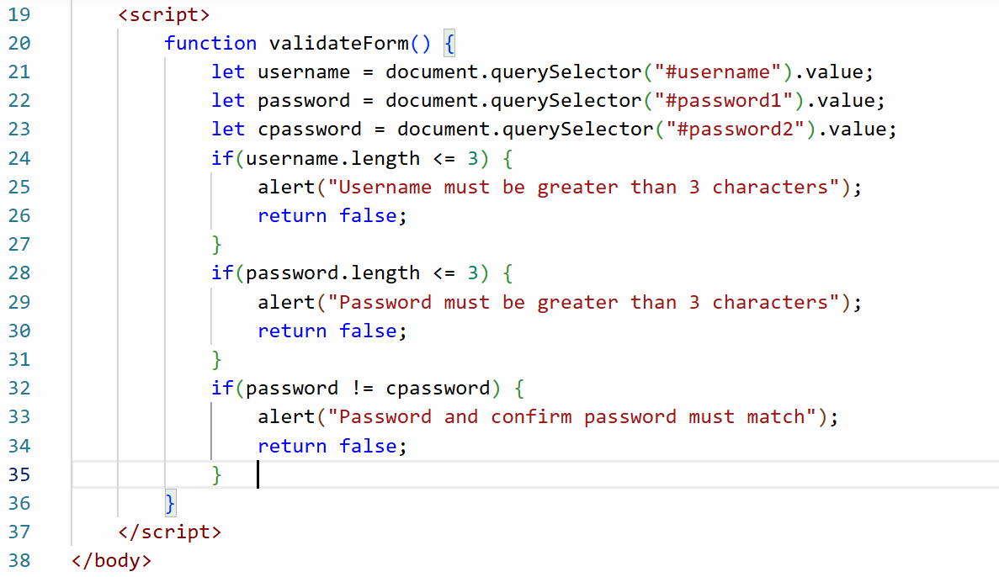 19 <script>
20 function validateForm() {
21 let username = document.querySelector("#username").value;
22 let password = document.querySelector("#password1").value;
23 let cpassword = document.querySelector("#password2").value;
24 if(username.length <= 3) {
25 alert("Username must be greater than 3 characters");
26 return false;
27 }
28 if(password.length <= 3) {
29 alert("Password must be greater than 3 characters");
30 return false;
31 }
32 if(password != cpassword) {
33 alert("Password and confirm password must match");
34 return false;
35 }
36 }
37 </script>
38 </body>